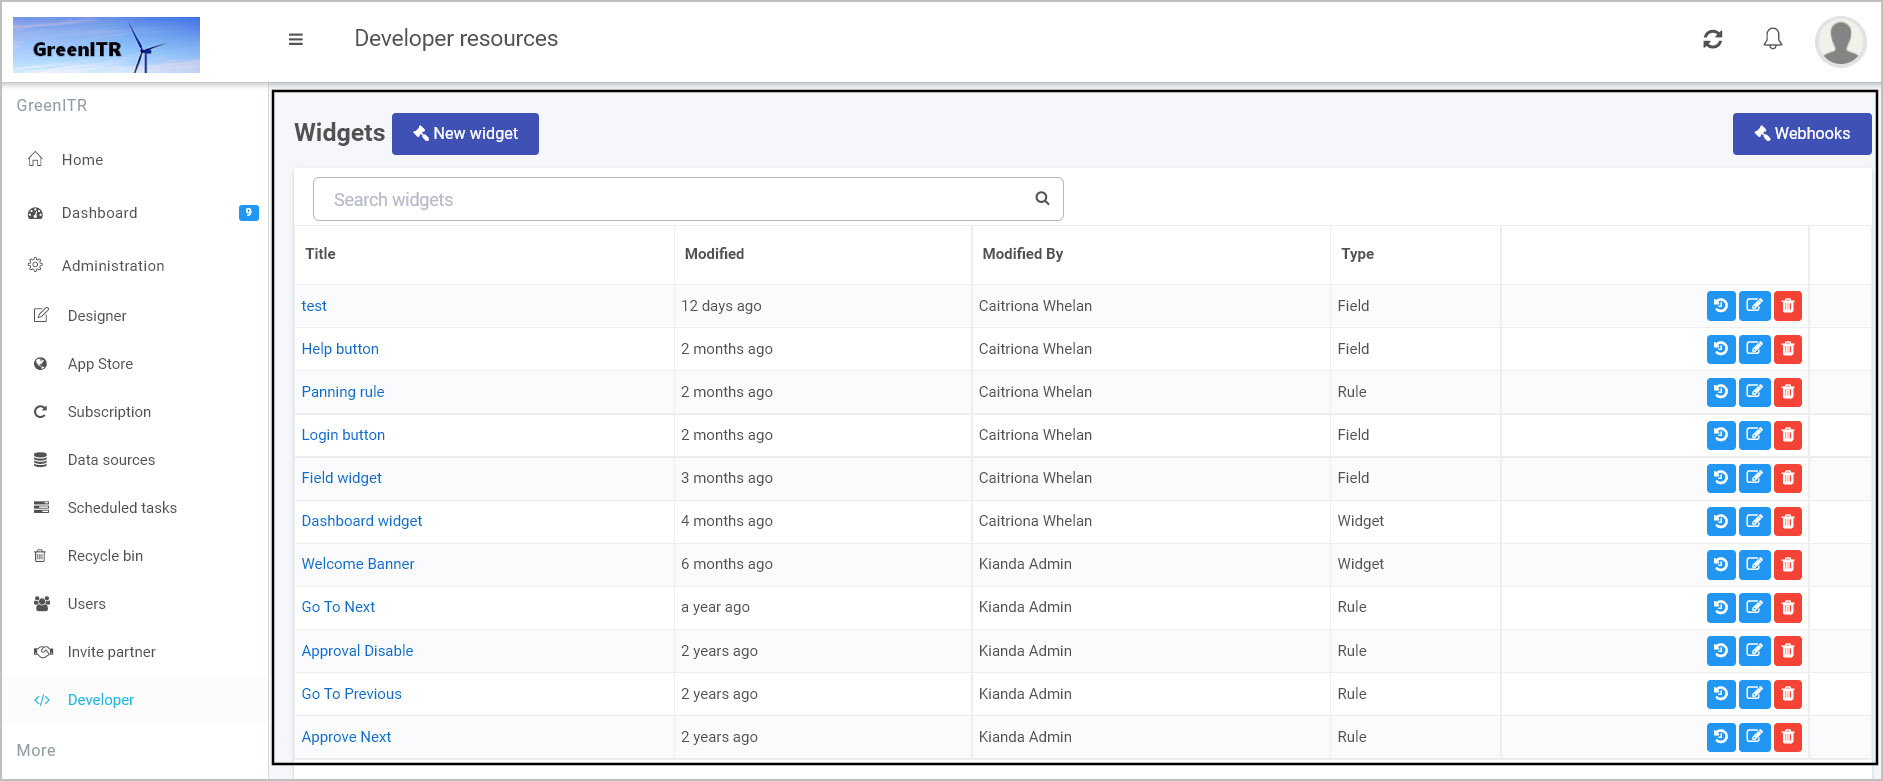 GreenITR
Developer resources
GreenITR
Home
Dashboard 9
Administration
Designer
App Store
Subscription
Data sources
Scheduled tasks
Recycle bin
Users
Invite partner
Developer
More
Widgets New widget Webhooks
Search widgets
Title Modified Modified By Type
test 12 days ago Caitriona Whelan Field
Help button 2 months ago Caitriona Whelan Field
Panning rule 2 months ago Caitriona Whelan Rule
Login button 2 months ago Caitriona Whelan Field
Field widget 3 months ago Caitriona Whelan Field
Dashboard widget 4 months ago Caitriona Whelan Widget
Welcome Banner 6 months ago Kianda Admin Widget
Go To Next a year ago Kianda Admin Rule
Approval Disable 2 years ago Kianda Admin Rule
Go To Previous 2 years ago Kianda Admin Rule
Approve Next 2 years ago Kianda Admin Rule